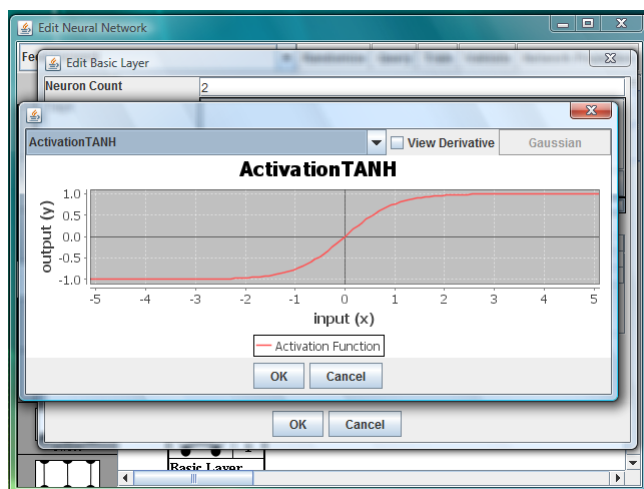 Edit Neural Network
Edit Basic Layer
Neuron Count 2
ActivationTANH View Derivative Gaussian
ActivationTANH
output (y)
1.0
0.5
0.0
-0.5
-1.0
-5 -4 -3 -2 -1 0 1 2 3 4 5
input (x)
Activation Function
OK Cancel
OK Cancel
Basic Layer